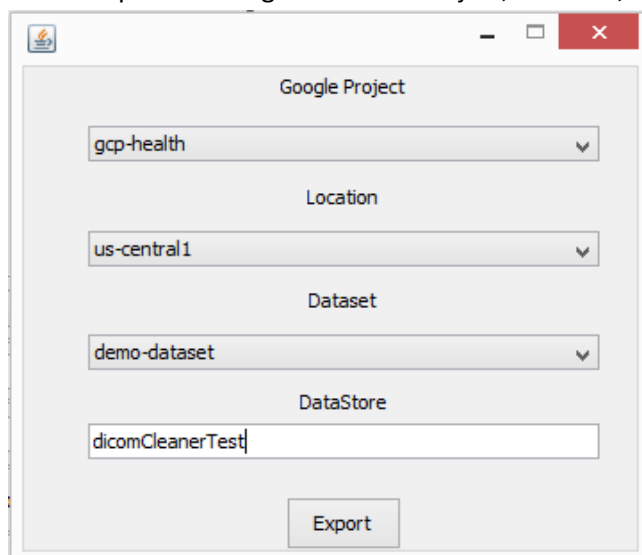 Google Project
gcp-health
Location
us-central1
Dataset
demo-dataset
DataStore
dicomCleanerTest
Export